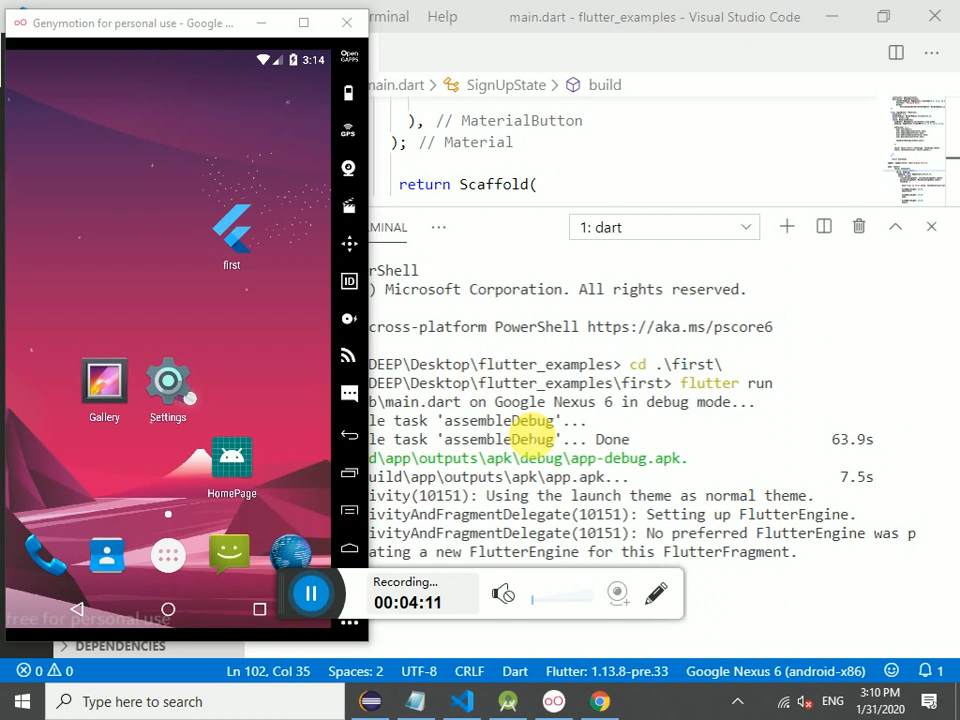 Genymotion for personal use - Google ...
rminal Help main.dart - flutter_examples - Visual Studio Code
3:14
Open
GAPPS
GPS
ID
first
Gallery
Settings
HomePage
free for personal use
ain.dart > SignUpState > build
), // MaterialButton
); // Material
return Scaffold(
MINAL ... 1: dart
rShell
) Microsoft Corporation. All rights reserved.
cross-platform PowerShell https://aka.ms/pscore6
DEEP\Desktop\flutter_examples> cd .\first\
DEEP\Desktop\flutter_examples\first> flutter run
b\main.dart on Google Nexus 6 in debug mode...
le task 'assembleDebug'...
le task 'assembleDebug'... Done 63.9s
d\app\outputs\apk\debug\app-debug.apk.
uild\app\outputs\apk\app.apk... 7.5s
ivity(10151): Using the launch theme as normal theme.
ivityAndFragmentDelegate(10151): Setting up FlutterEngine.
ivityAndFragmentDelegate(10151): No preferred FlutterEngine was p
ating a new FlutterEngine for this FlutterFragment.
Recording...
00:04:11
> DEPENDENCIES
0 0 Ln 102, Col 35 Spaces: 2 UTF-8 CRLF Dart Flutter: 1.13.8-pre.33 Google Nexus 6 (android-x86) 1
Type here to search
ENG
3:10 PM
1/31/2020